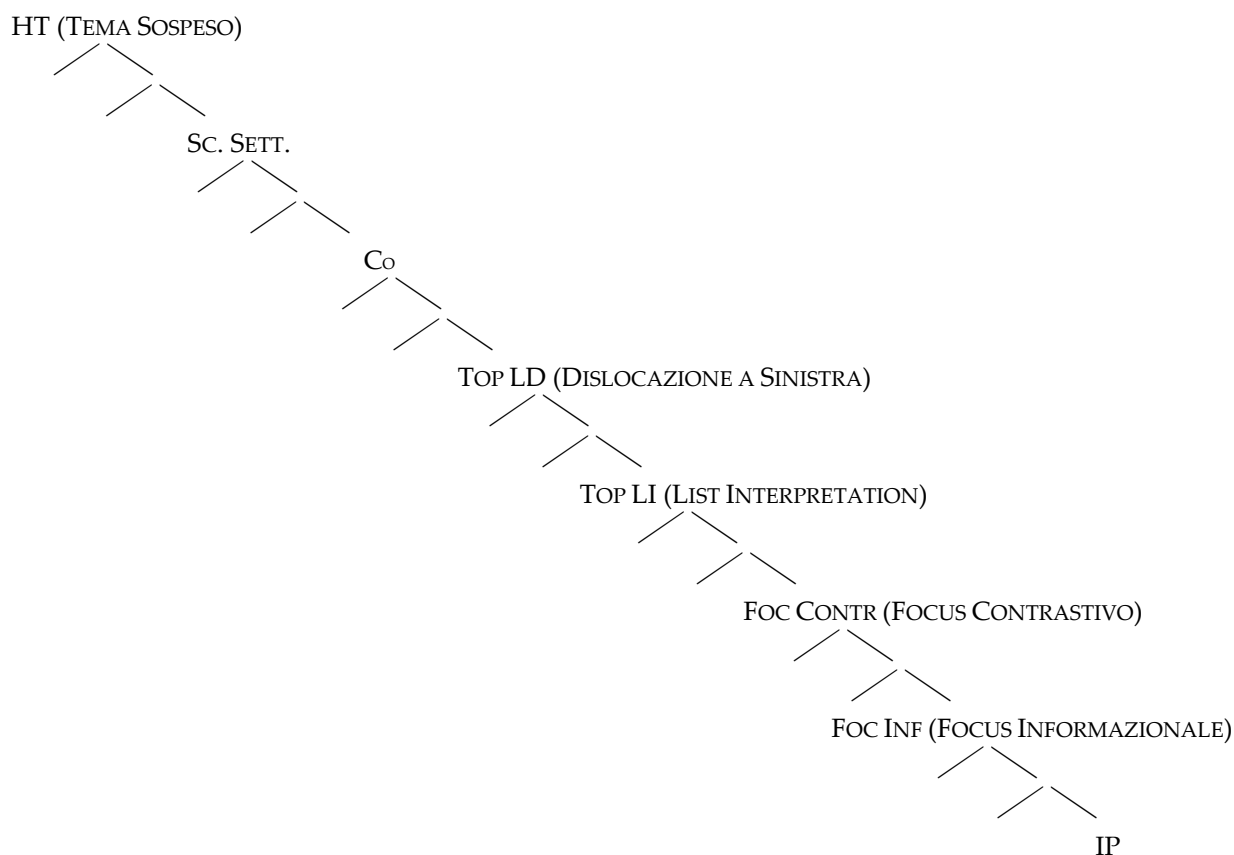 HT (TEMA SOSPESO)
SC. SETT.
CO
TOP LD (DISLOCAZIONE A SINISTRA)
TOP LI (LIST INTERPRETATION)
FOC CONTR (FOCUS CONTRASTIVO)
FOC INF (FOCUS INFORMAZIONALE)
IP